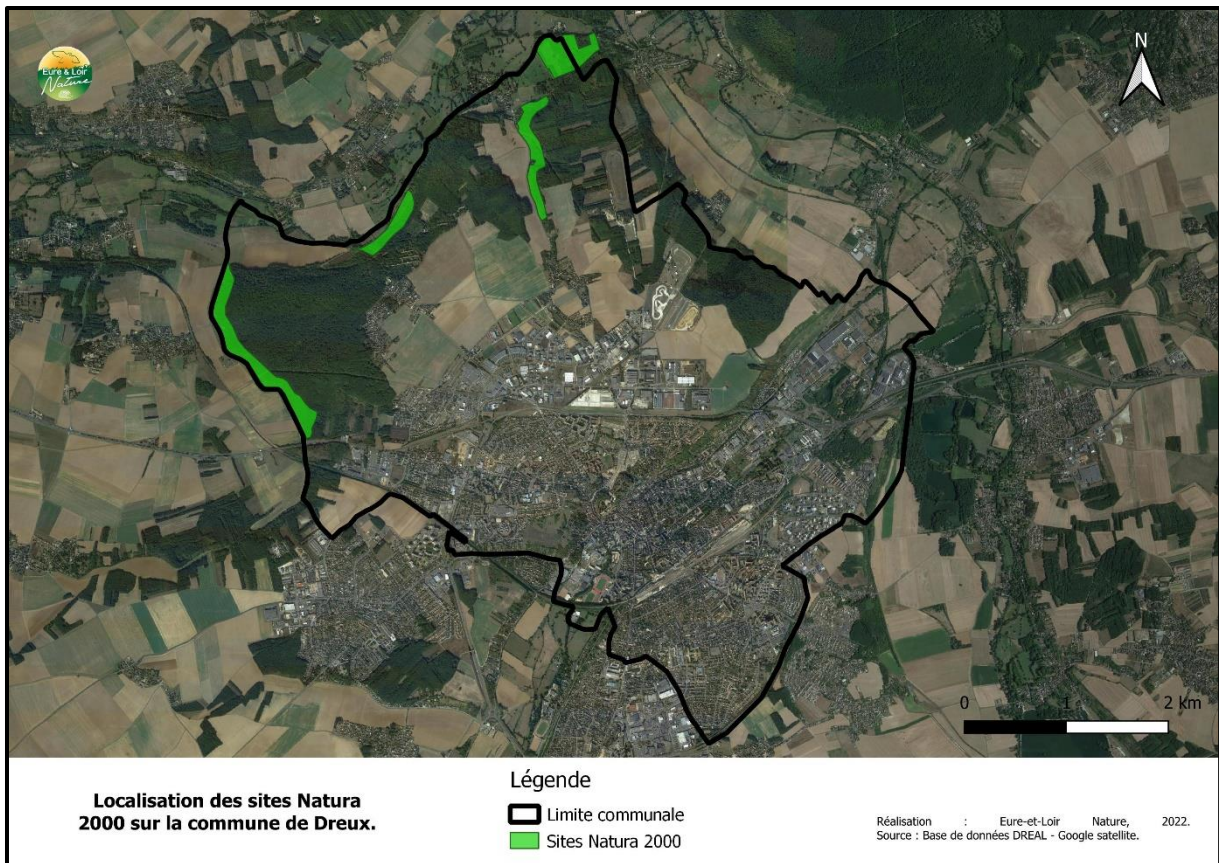 Eure & Loir
Nature
N
0 1 2 km
Localisation des sites Natura
2000 sur la commune de Dreux.
Légende
Limite communale
Sites Natura 2000
Réalisation : Eure-et-Loir Nature, 2022.
Source : Base de données DREAL - Google satellite.